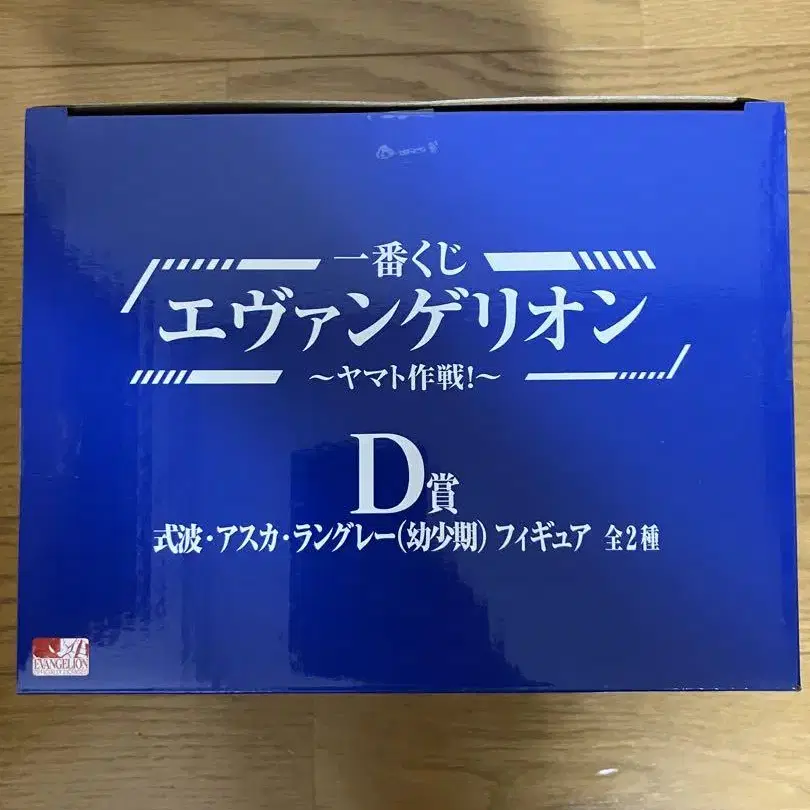 一番くじ
エヴァンゲリオン
～ヤマト作戦!～
D賞
式波・アスカ・ラングレー(幼少期) フィギュア 全2種
EVANGELION